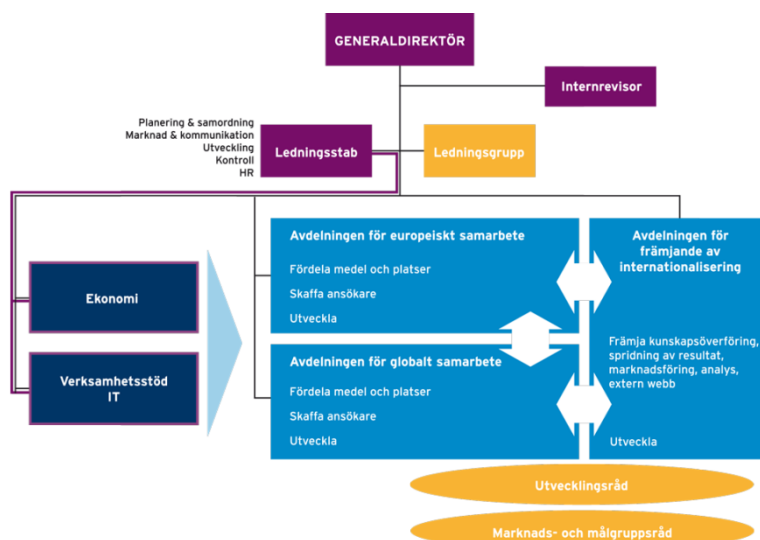 GENERALDIREKTÖR
Internrevisor
Planering & samordning
Marknad & kommunikation
Utveckling
Kontroll
HR
Ledningsstab
Ledningsgrupp
Ekonomi
Verksamhetsstöd
IT
Avdelningen för europeiskt samarbete
Fördela medel och platser
Skaffa ansökare
Utveckla
Avdelningen för globalt samarbete
Fördela medel och platser
Skaffa ansökare
Utveckla
Avdelningen för
främjande av
internationalisering
Främja kunskapsöverföring,
spridning av resultat,
marknadsföring, analys,
extern webb
Utveckla
Utvecklingsråd
Marknads- och målgruppsråd